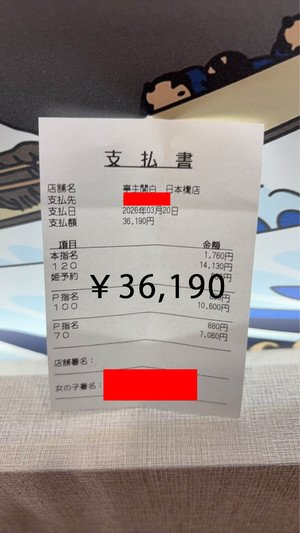 支払書
店舗名 亭主関白 日本橋店
支払先
支払日 2026年03月20日
支払額 36,190円
項目 金額
本指名 1,760円
120 14,130円
姫予約
¥36,190
P指名
100 10,600円
P指名 880円
70 7,060円
店舗署名：
女の子署名：